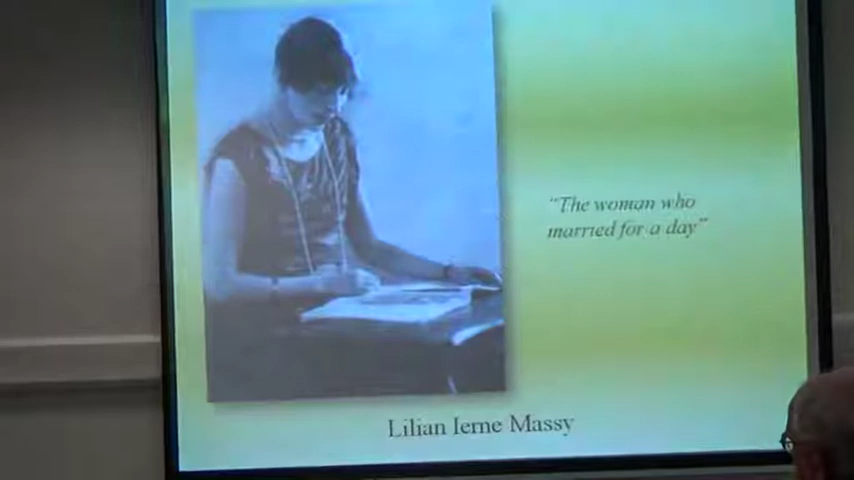 "The woman who
married for a day"
Lilian Ierne Massy